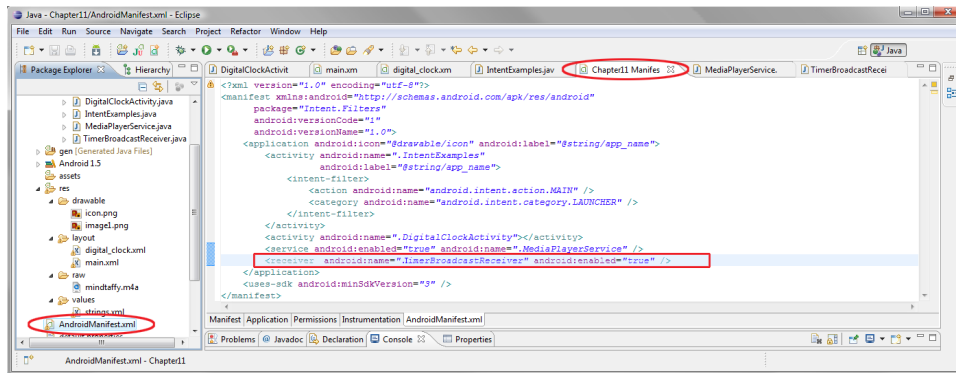 Java - Chapter11/AndroidManifest.xml - Eclipse
File Edit Run Source Navigate Search Project Refactor Window Help
Java
Package Explorer Hierarchy
DigitalClockActivit main.xm digital_clock.xm IntentExamples.jav Chapter11 Manifes MediaPlayerService. TimerBroadcastRecei
DigitalClockActivity.java
IntentExamples.java
MediaPlayerService.java
TimerBroadcastReceiver.java
gen [Generated Java Files]
Android 1.5
assets
res
drawable
icon.png
image1.png
layout
digital_clock.xml
main.xml
raw
mindtaffy.m4a
values
strings.xml
AndroidManifest.xml
default.properties
<?xml version="1.0" encoding="utf-8"?>
<manifest xmlns:android="http://schemas.android.com/apk/res/android"
package="Intent.Filters"
android:versionCode="1"
android:versionName="1.0">
<application android:icon="@drawable/icon" android:label="@string/app_name">
<activity android:name=".IntentExamples"
android:label="@string/app_name">
<intent-filter>
<action android:name="android.intent.action.MAIN" />
<category android:name="android.intent.category.LAUNCHER" />
</intent-filter>
</activity>
<activity android:name=".DigitalClockActivity"></activity>
<service android:enabled="true" android:name=".MediaPlayerService" />
<receiver android:name=".TimerBroadcastReceiver" android:enabled="true" />
</application>
<uses-sdk android:minSdkVersion="3" />
</manifest>
Manifest Application Permissions Instrumentation AndroidManifest.xml
Problems Javadoc Declaration Console Properties
AndroidManifest.xml - Chapter11